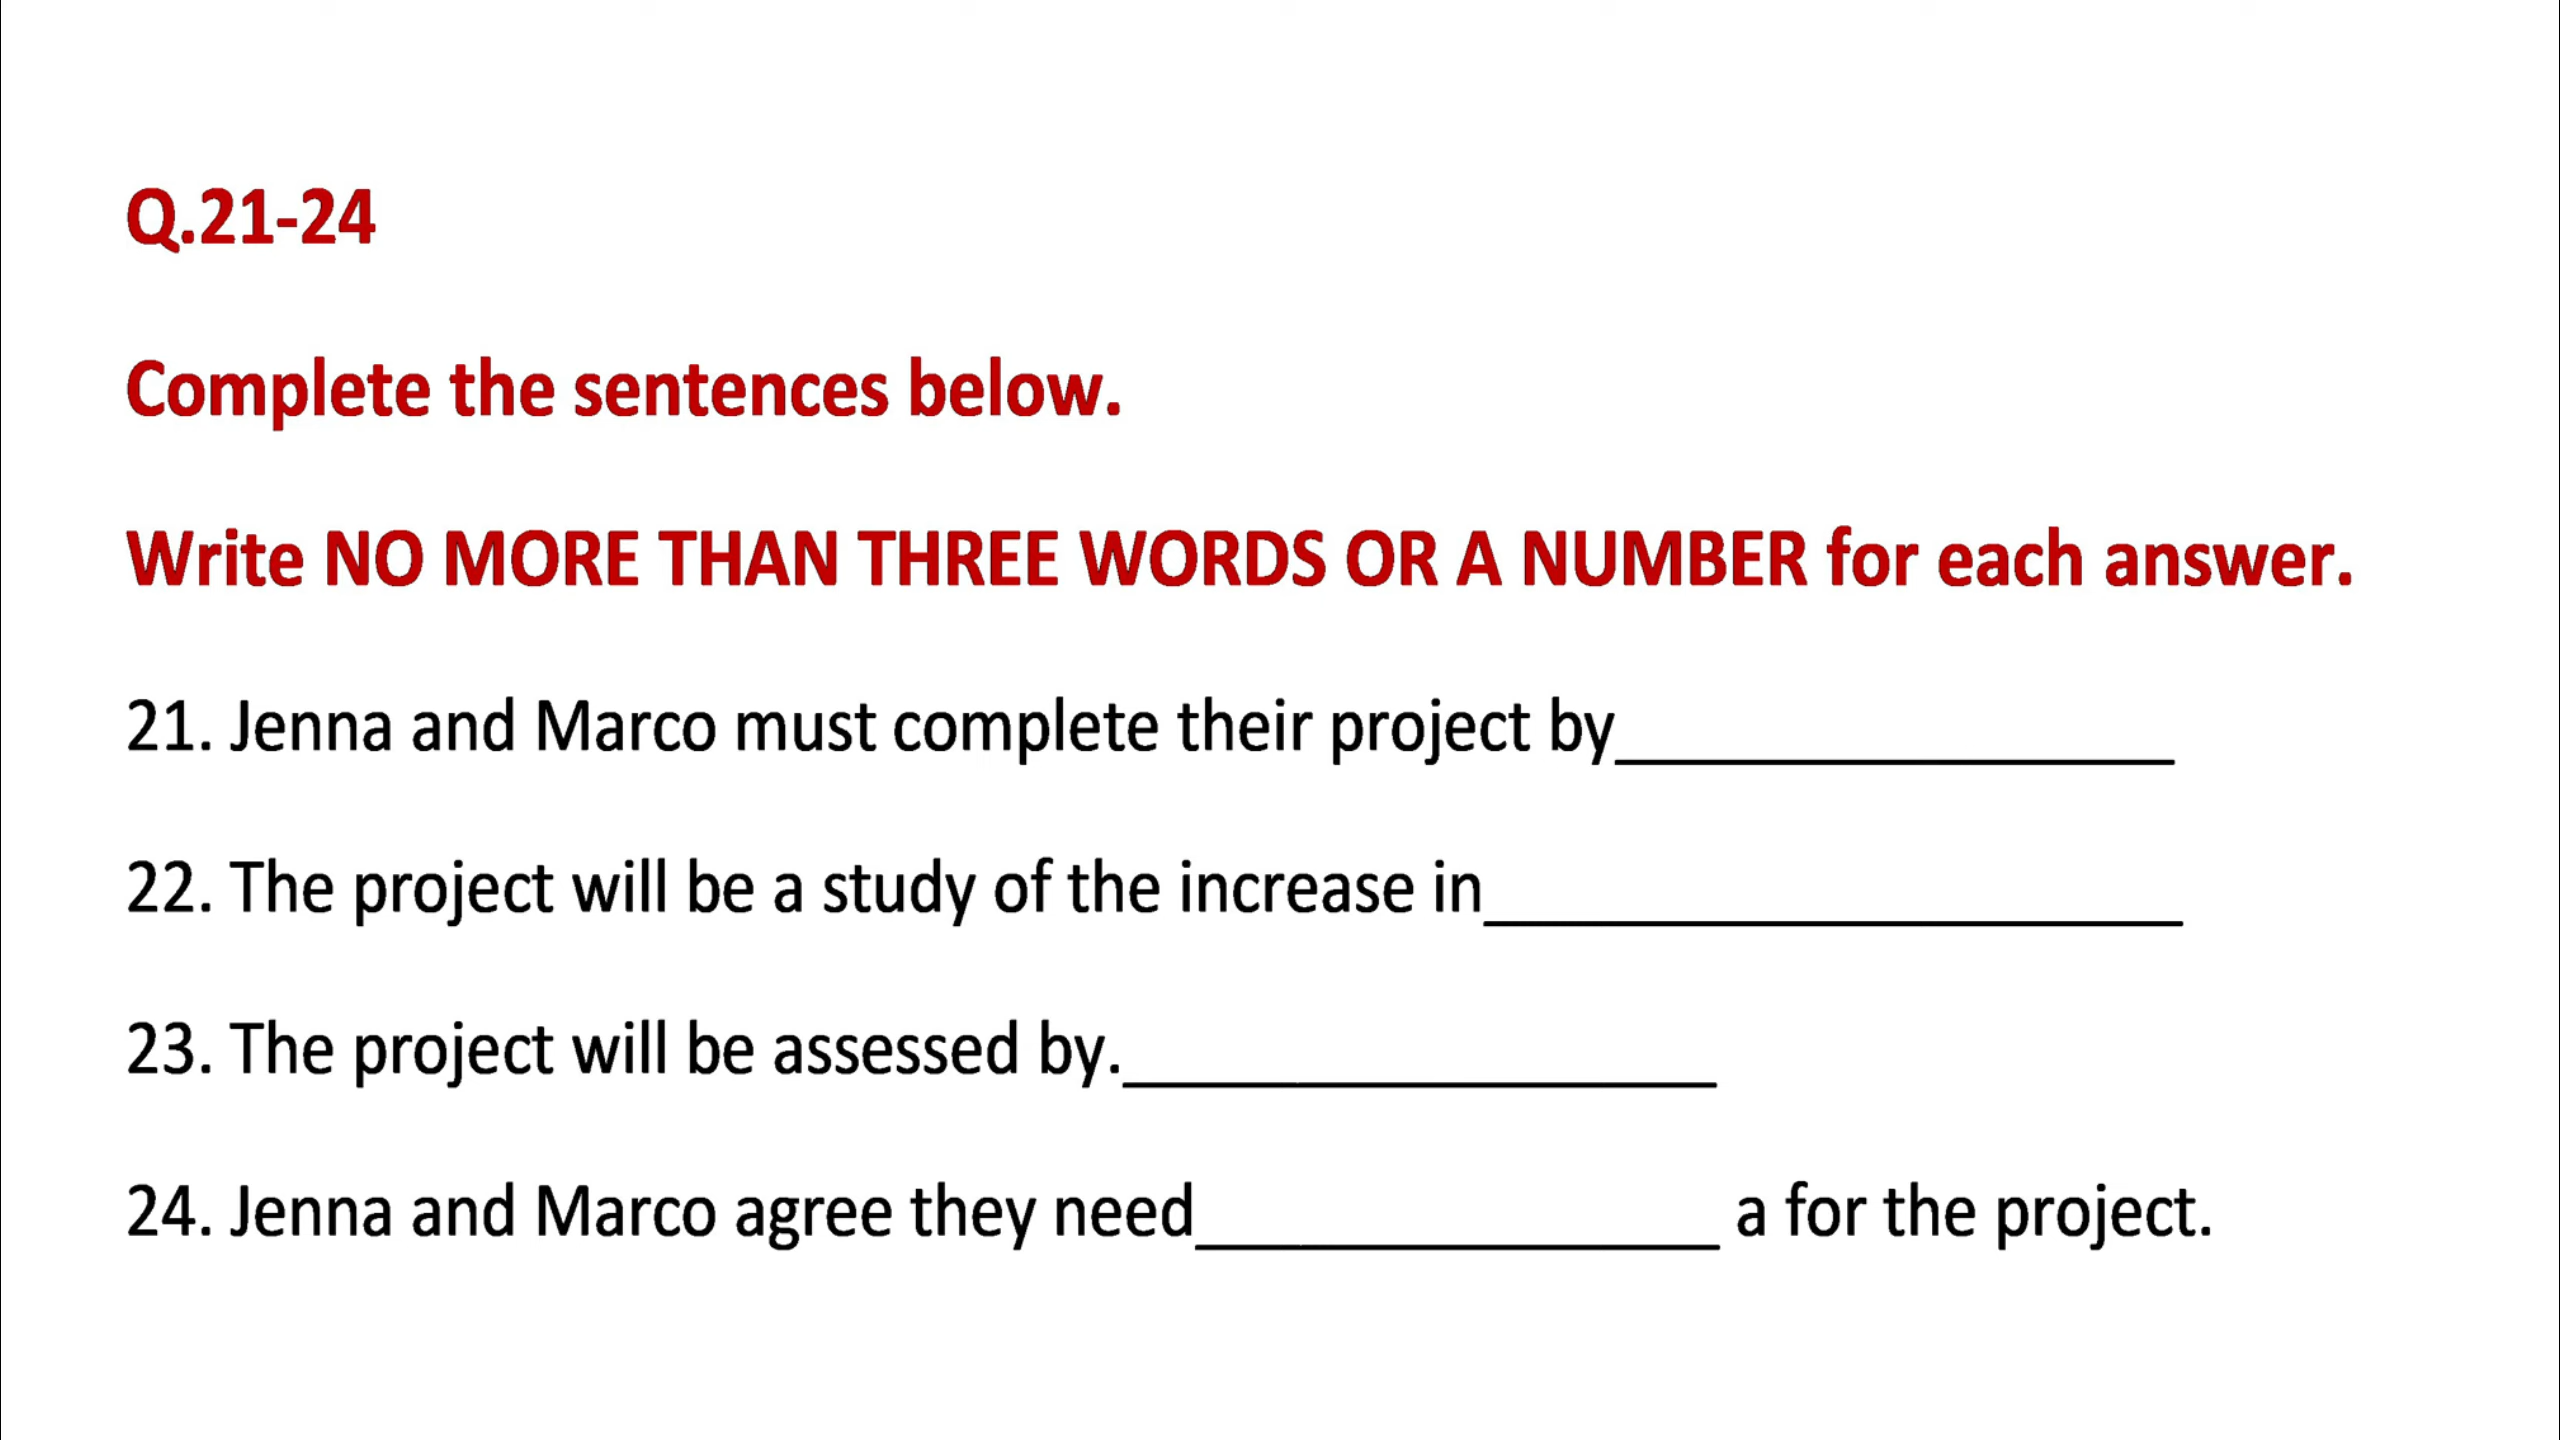 Q.21-24
Complete the sentences below.
Write NO MORE THAN THREE WORDS OR A NUMBER for each answer.
21. Jenna and Marco must complete their project by________________
22. The project will be a study of the increase in____________________
23. The project will be assessed by._________________
24. Jenna and Marco agree they need_______________ a for the project.